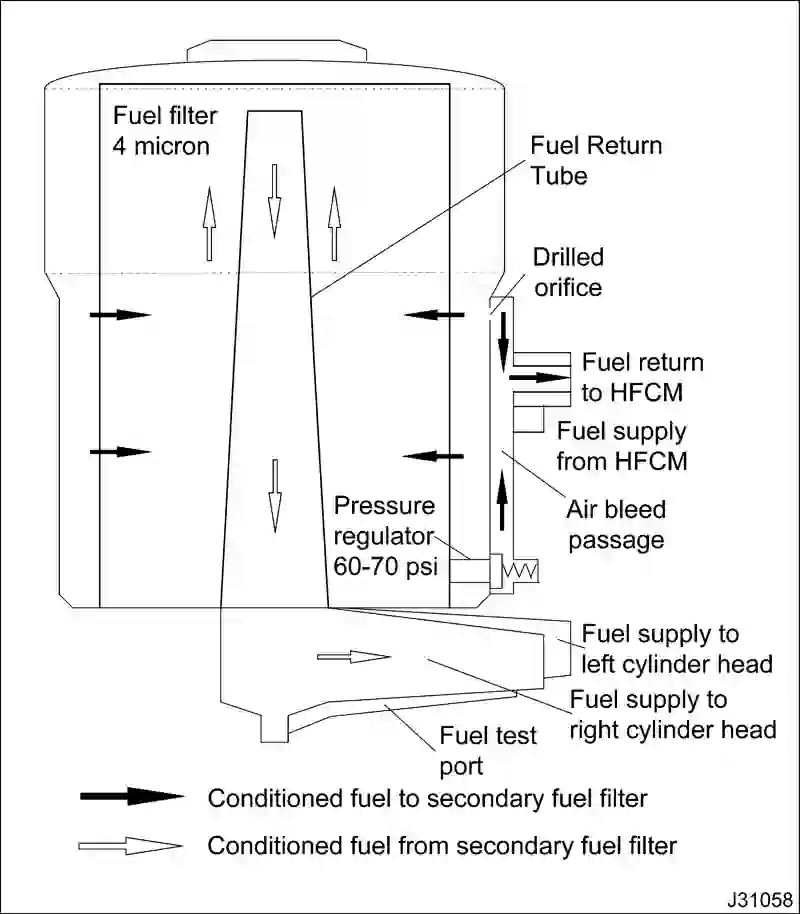 Fuel filter
4 micron
Fuel Return
Tube
Drilled
orifice
Fuel return
to HFCM
Fuel supply
from HFCM
Air bleed
passage
Pressure
regulator
60-70 psi
Fuel supply to
left cylinder head
Fuel supply to
right cylinder head
Fuel test
port
Conditioned fuel to secondary fuel filter
Conditioned fuel from secondary fuel filter
J31058